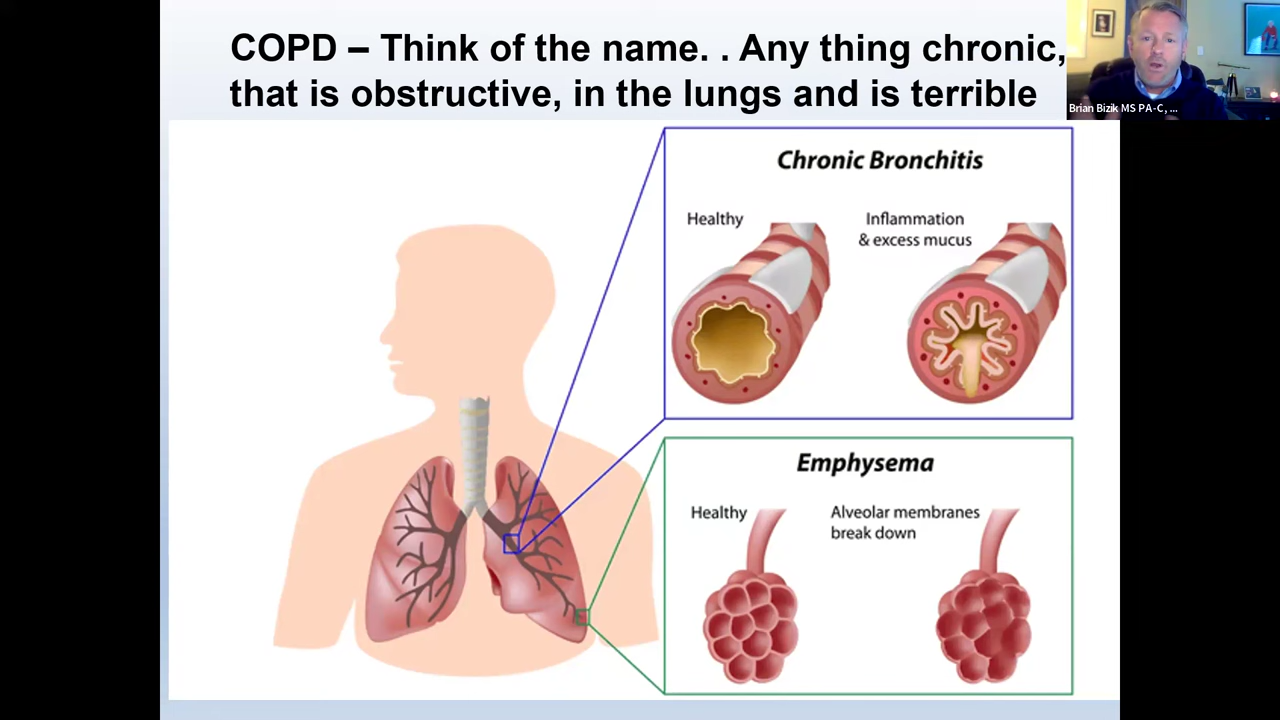 COPD – Think of the name. . Any thing chronic,
that is obstructive, in the lungs and is terrible
Brian Bizik MS PA-C, ...
Chronic Bronchitis
Healthy
Inflammation
& excess mucus
Emphysema
Healthy
Alveolar membranes
break down